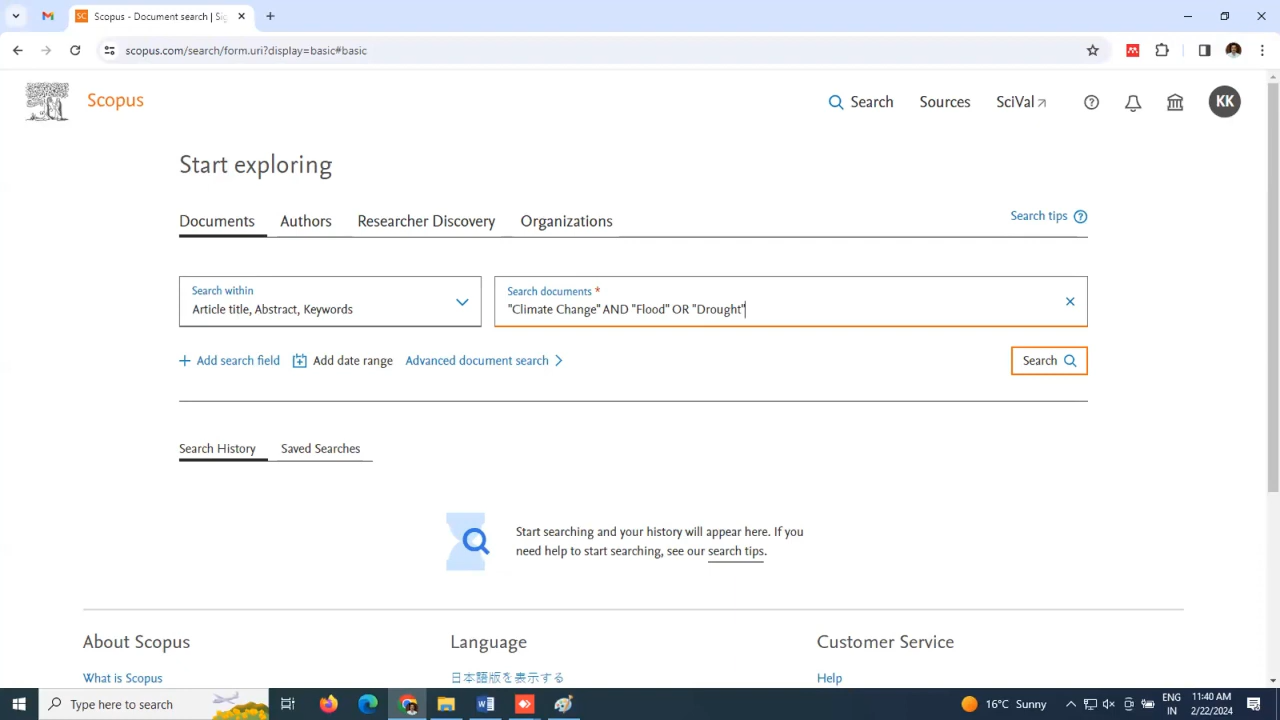 Scopus - Document search | Sig
scopus.com/search/form.uri?display=basic#basic
Scopus
Search
Sources
SciVal
KK
Start exploring
Documents
Authors
Researcher Discovery
Organizations
Search tips
Search within
Article title, Abstract, Keywords
Search documents *
"Climate Change" AND "Flood" OR "Drought"
Add search field
Add date range
Advanced document search
Search
Search History
Saved Searches
Start searching and your history will appear here. If you
need help to start searching, see our search tips.
About Scopus
Language
Customer Service
What is Scopus
日本語版を表示する
Help
Type here to search
16°C Sunny
ENG
IN
11:40 AM
2/22/2024